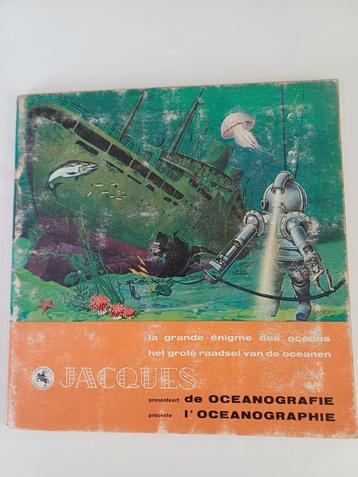 la grande énigme des océans
het grote raadsel van de oceanen
JACQUES
presenteert de OCEANOGRAFIE
présente l'OCEANOGRAPHIE